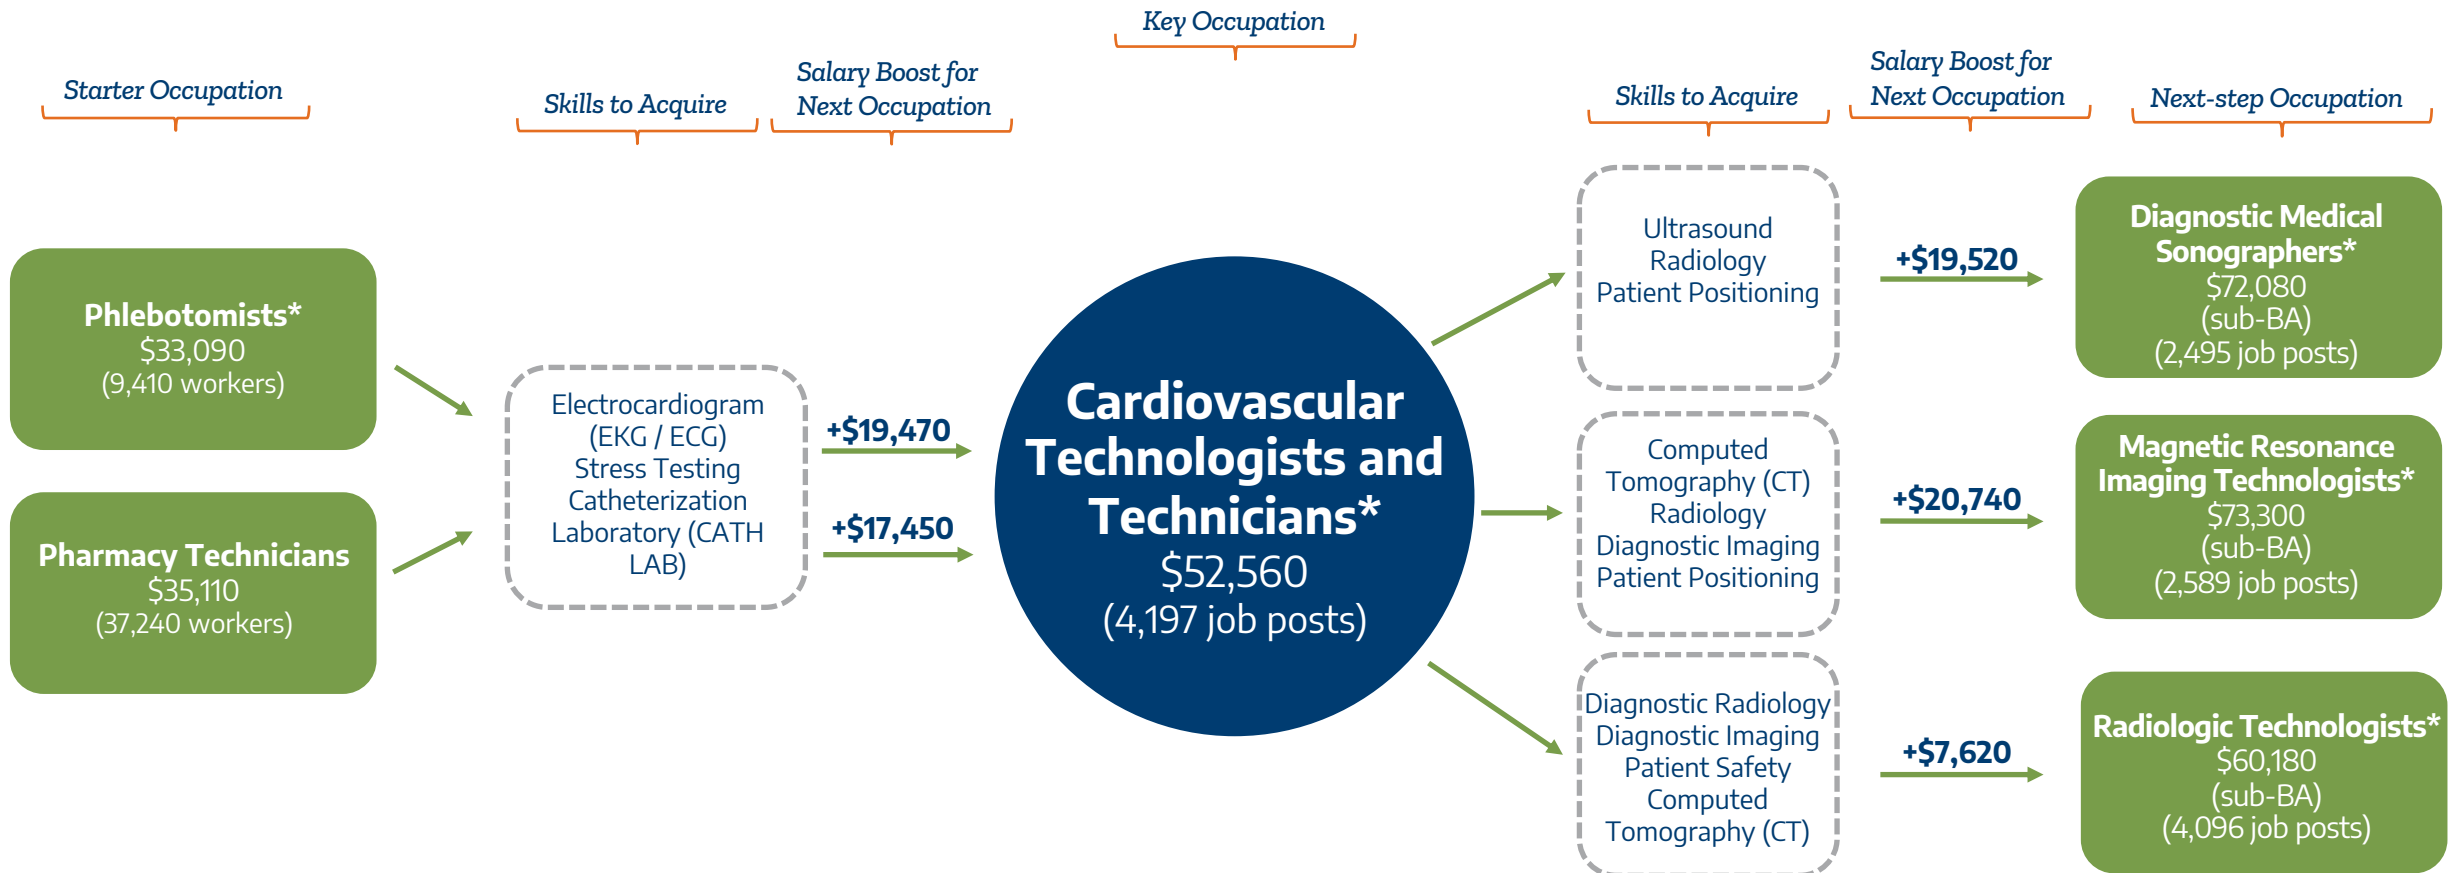 Key Occupation
Starter Occupation
Skills to Acquire
Salary Boost for
Next Occupation
Skills to Acquire
Salary Boost for
Next Occupation
Next-step Occupation
Phlebotomists*
$33,090
(9,410 workers)
Pharmacy Technicians
$35,110
(37,240 workers)
Electrocardiogram
(EKG / ECG)
Stress Testing
Catheterization
Laboratory (CATH
LAB)
+$19,470
+$17,450
Cardiovascular
Technologists and
Technicians*
$52,560
(4,197 job posts)
Ultrasound
Radiology
Patient Positioning
+$19,520
Diagnostic Medical
Sonographers*
$72,080
(sub-BA)
(2,495 job posts)
Computed
Tomography (CT)
Radiology
Diagnostic Imaging
Patient Positioning
+$20,740
Magnetic Resonance
Imaging Technologists*
$73,300
(sub-BA)
(2,589 job posts)
Diagnostic Radiology
Diagnostic Imaging
Patient Safety
Computed
Tomography (CT)
+$7,620
Radiologic Technologists*
$60,180
(sub-BA)
(4,096 job posts)